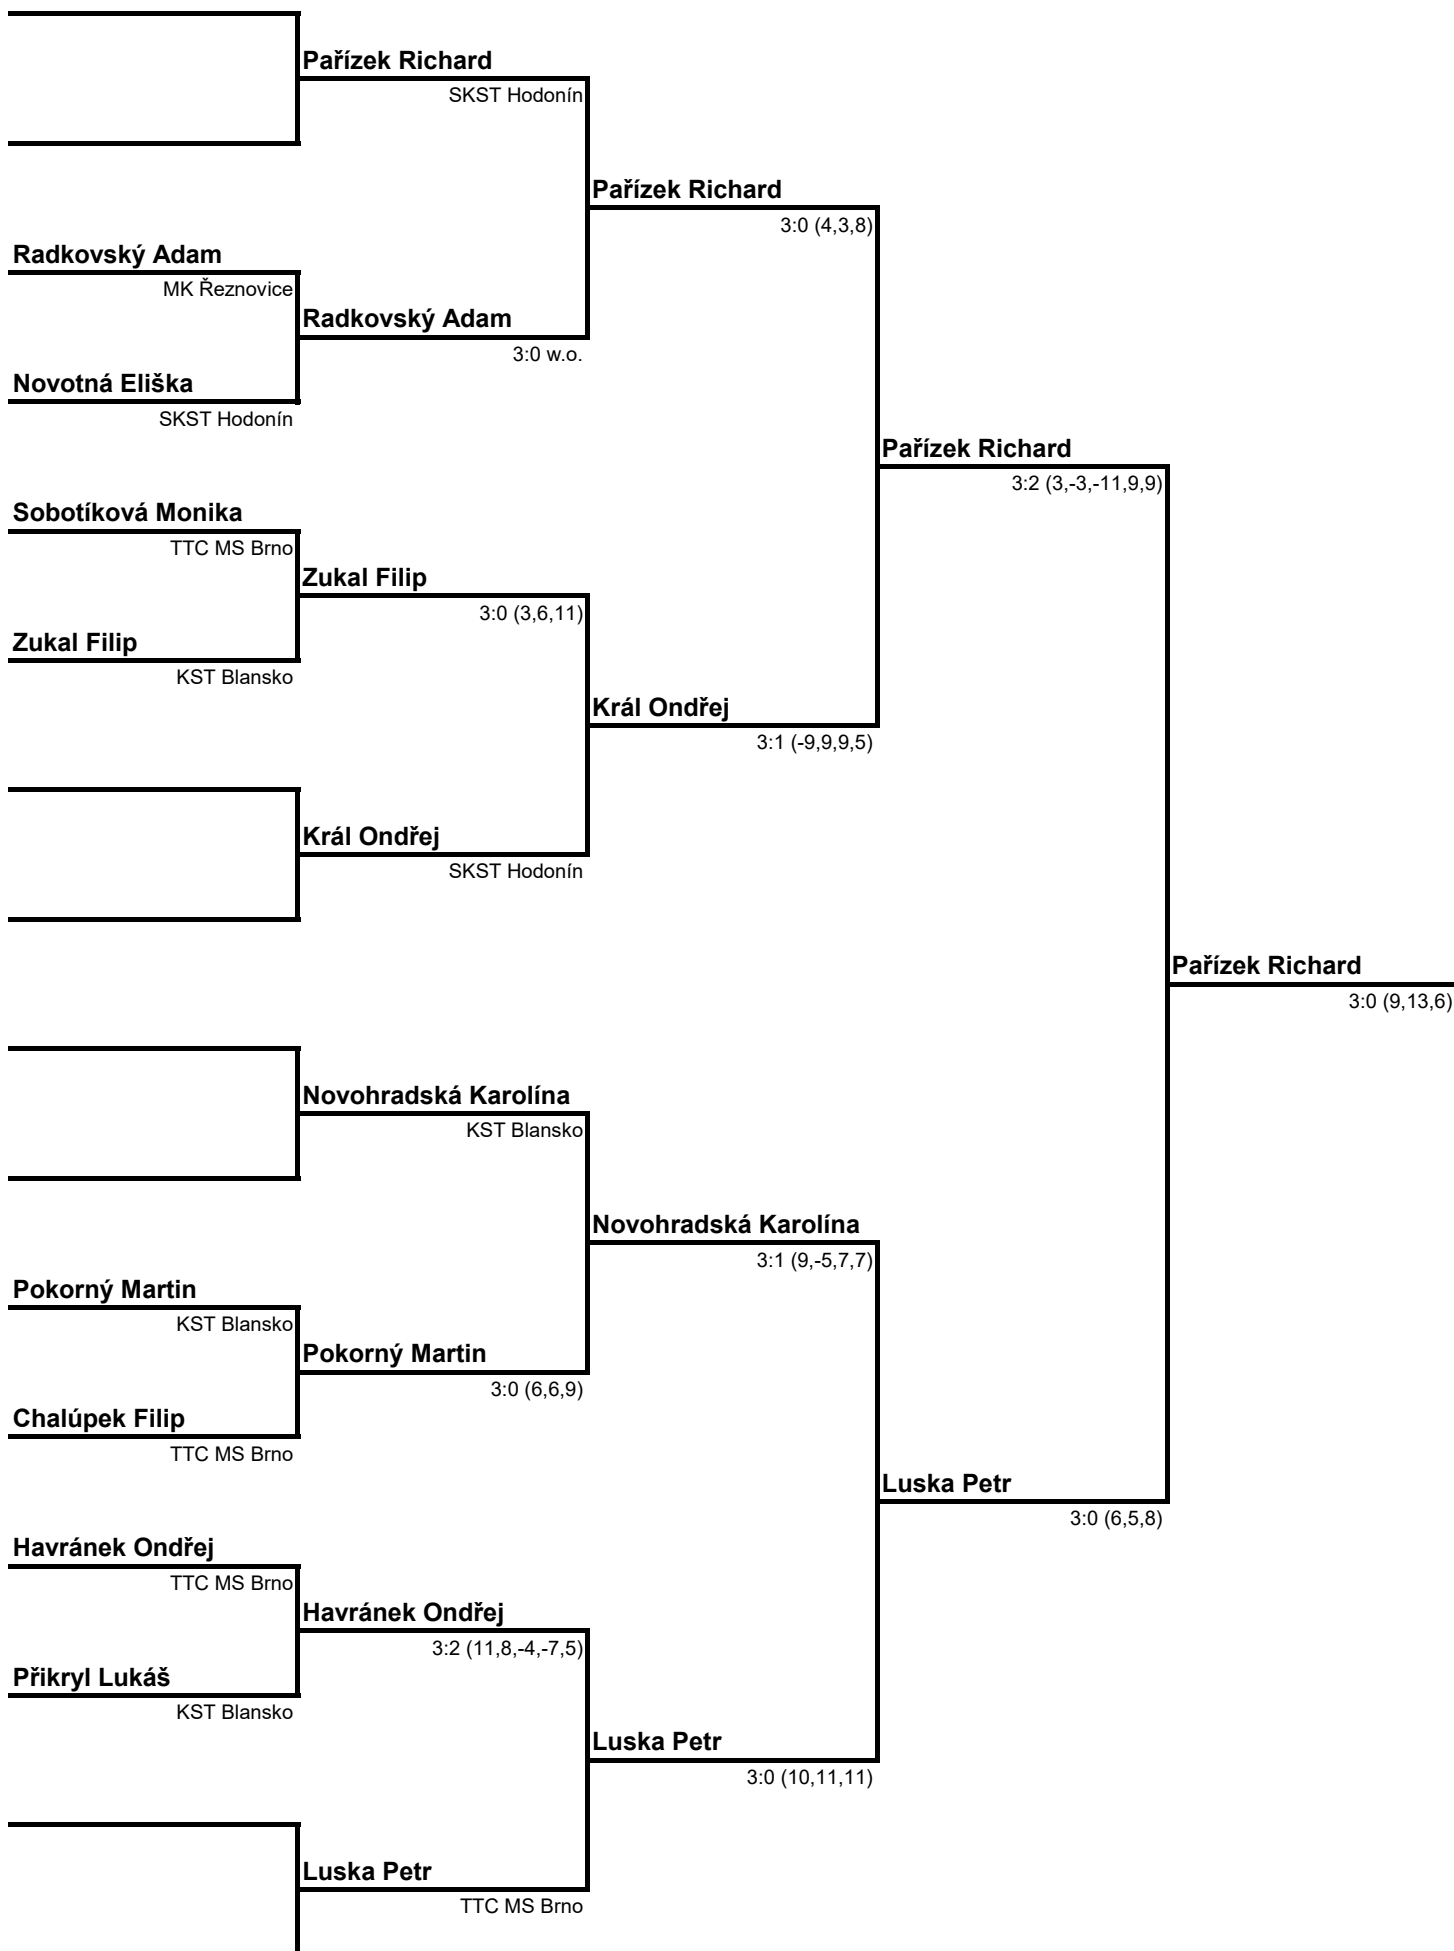 Pařízek Richard
SKST Hodonín
Pařízek Richard
3:0 (4,3,8)
Radkovský Adam
MK Řeznovice
Radkovský Adam
3:0 w.o.
Novotná Eliška
SKST Hodonín
Pařízek Richard
3:2 (3,-3,-11,9,9)
Sobotíková Monika
TTC MS Brno
Zukal Filip
3:0 (3,6,11)
Zukal Filip
KST Blansko
Král Ondřej
3:1 (-9,9,9,5)
Král Ondřej
SKST Hodonín
Pařízek Richard
3:0 (9,13,6)
Novohradská Karolína
KST Blansko
Novohradská Karolína
3:1 (9,-5,7,7)
Pokorný Martin
KST Blansko
Pokorný Martin
3:0 (6,6,9)
Chalúpek Filip
TTC MS Brno
Luska Petr
3:0 (6,5,8)
Havránek Ondřej
TTC MS Brno
Havránek Ondřej
3:2 (11,8,-4,-7,5)
Přikryl Lukáš
KST Blansko
Luska Petr
3:0 (10,11,11)
Luska Petr
TTC MS Brno